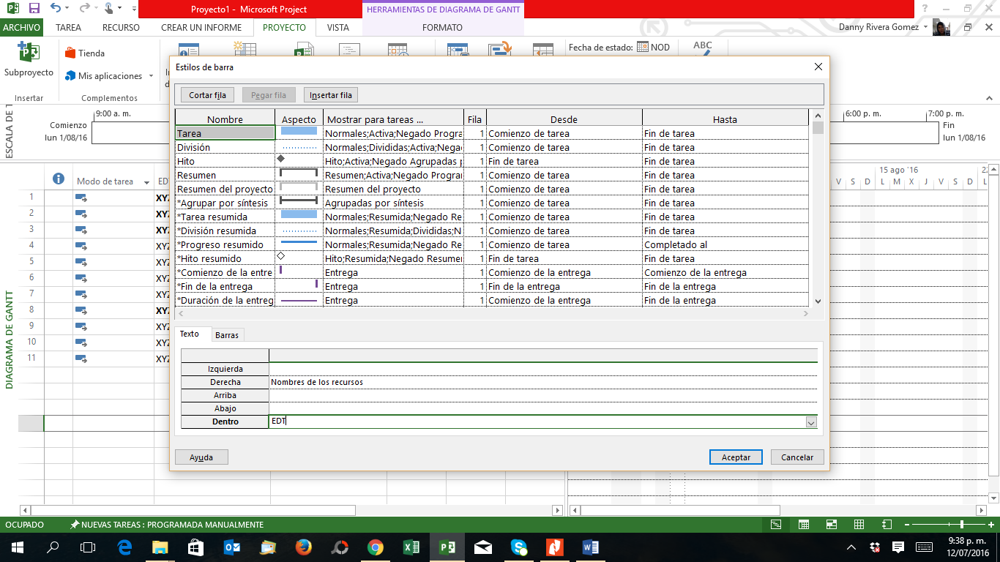 Proyecto1 - Microsoft Project
HERRAMIENTAS DE DIAGRAMA DE GANTT
ARCHIVO TAREA RECURSO CREAR UN INFORME PROYECTO VISTA FORMATO
Danny Rivera Gomez
Subproyecto
Tienda
Mis aplicaciones
Insertar
Complementos
Fecha de estado: NOD
ABC
Estilos de barra
Cortar fila Pegar fila Insertar fila
Nombre Aspecto Mostrar para tareas ... Fila Desde Hasta
Tarea Normales;Activa;Negado Progra 1 Comienzo de tarea Fin de tarea
División Normales;Divididas;Activa;Nega 1 Comienzo de tarea Fin de tarea
Hito Hito;Activa;Negado Agrupadas 1 Fin de tarea Fin de tarea
Resumen Resumen;Activa;Negado Program 1 Comienzo de tarea Fin de tarea
Resumen del proyecto Resumen del proyecto 1 Comienzo de tarea Fin de tarea
*Agrupar por síntesis Agrupadas por síntesis 1 Comienzo de tarea Fin de tarea
*Tarea resumida Normales;Resumida;Negado Re 1 Comienzo de tarea Fin de tarea
*División resumida Normales;Resumida;Divididas;N 1 Comienzo de tarea Fin de tarea
*Progreso resumido Normales;Resumida;Negado Re 1 Comienzo de tarea Completado al
*Hito resumido Hito;Resumida;Negado Resumen 1 Fin de tarea Fin de tarea
*Comienzo de la entre Entrega 1 Comienzo de la entrega Comienzo de la entrega
*Fin de la entrega Entrega 1 Fin de la entrega Fin de la entrega
*Duración de la entreg Entrega 1 Comienzo de la entrega Fin de la entrega
Texto Barras
Izquierda
Derecha Nombres de los recursos
Arriba
Abajo
Dentro EDT
Ayuda Aceptar Cancelar
ESCALA DE T
9:00 a. m.
Comienzo
lun 1/08/16
6:00 p. m. 7:00 p. m.
Fin
lun 1/08/16
DIAGRAMA DE GANTT
Modo de tarea ED
15 ago '16 22
V S D L M X J V S D L
1 XYZ
2 XYZ
3 XYZ
4 XYZ
5 XYZ
6 XYZ
7 XYZ
8 XYZ
9 XYZ
10 XYZ
11 XYZ
OCUPADO NUEVAS TAREAS : PROGRAMADA MANUALMENTE
9:38 p. m.
12/07/2016